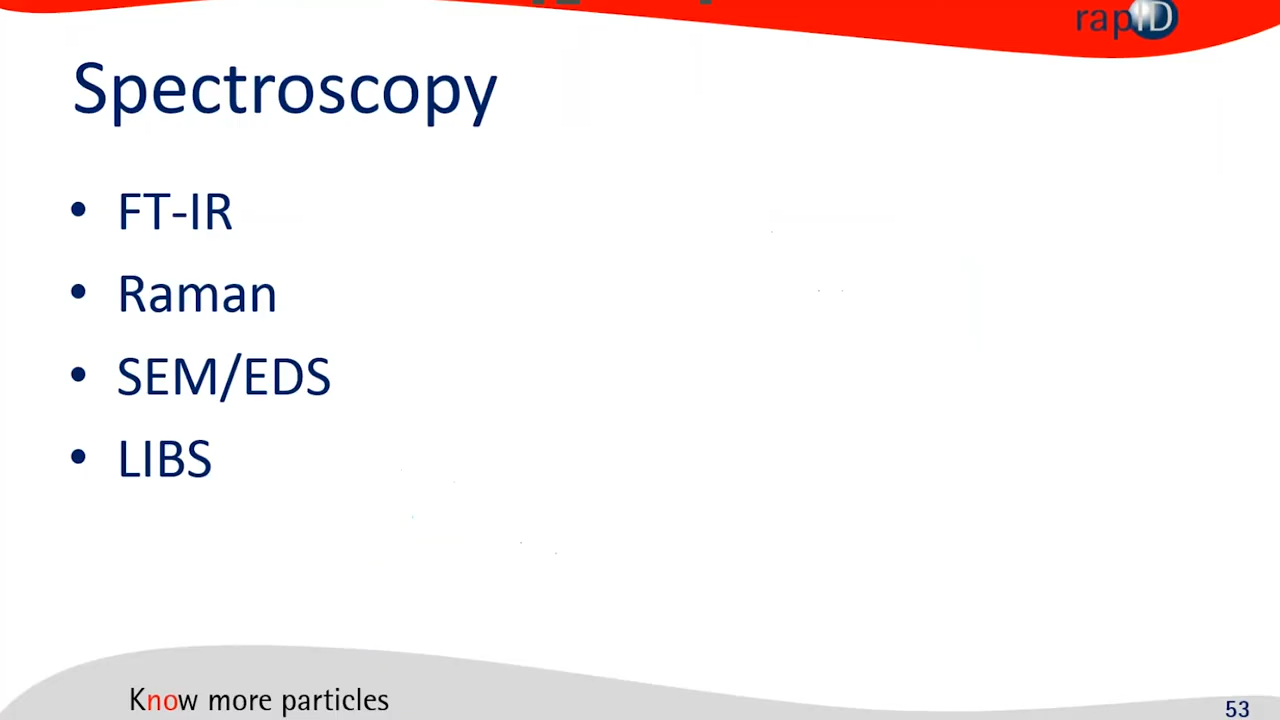 rapID
Spectroscopy
• FT-IR
• Raman
• SEM/EDS
• LIBS
Know more particles
53